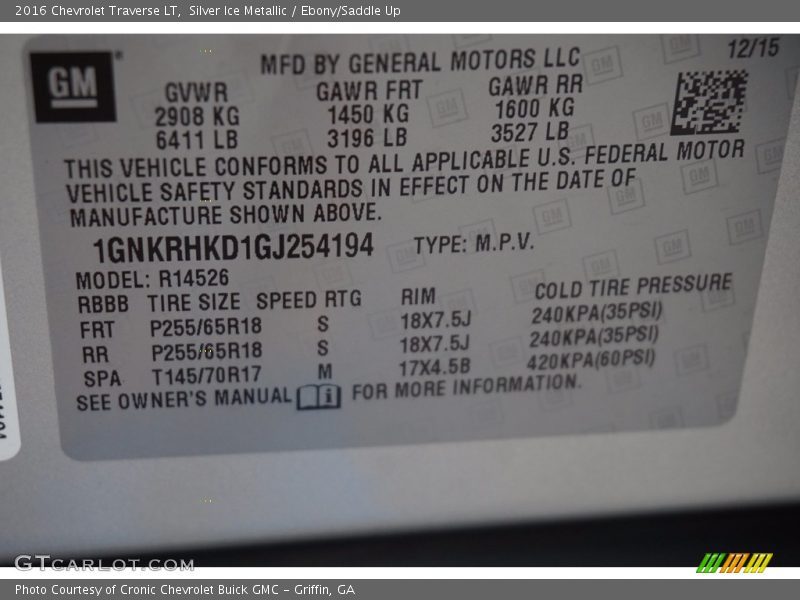 2016 Chevrolet Traverse LT, Silver Ice Metallic / Ebony/Saddle Up
GM
MFD BY GENERAL MOTORS LLC
12/15
GVWR GAWR FRT GAWR RR
2908 KG 1450 KG 1600 KG
6411 LB 3196 LB 3527 LB
THIS VEHICLE CONFORMS TO ALL APPLICABLE U.S. FEDERAL MOTOR
VEHICLE SAFETY STANDARDS IN EFFECT ON THE DATE OF
MANUFACTURE SHOWN ABOVE.
1GNKRHKD1GJ254194 TYPE: M.P.V.
MODEL: R14526
RBBB TIRE SIZE SPEED RTG RIM COLD TIRE PRESSURE
FRT P255/65R18 S 18X7.5J 240KPA(35PSI)
RR P255/65R18 S 18X7.5J 240KPA(35PSI)
SPA T145/70R17 M 17X4.5B 420KPA(60PSI)
SEE OWNER'S MANUAL FOR MORE INFORMATION.
GTcarlot.com
Photo Courtesy of Cronic Chevrolet Buick GMC - Griffin, GA